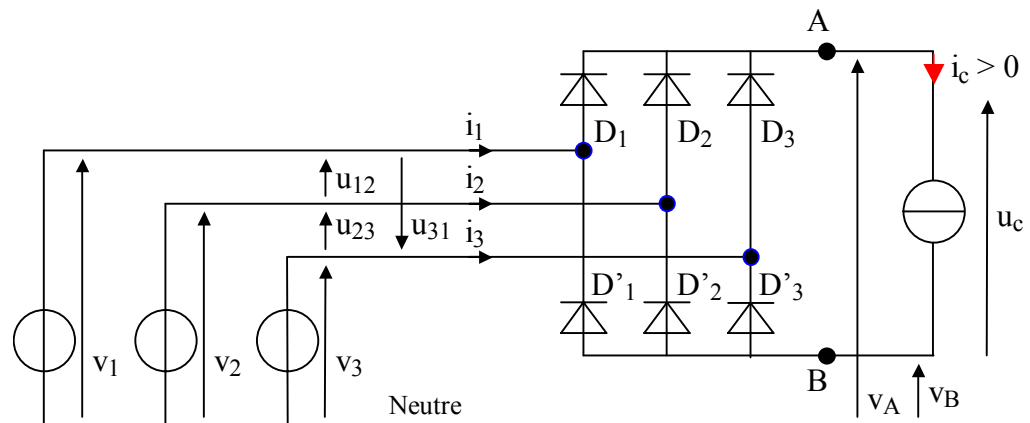 A
i_c > 0
D_1
D_2
D_3
i_1
u_12
i_2
u_23
u_31
i_3
u_c
D’_1
D’_2
D’_3
v_1
v_2
v_3
B
v_A
v_B
Neutre